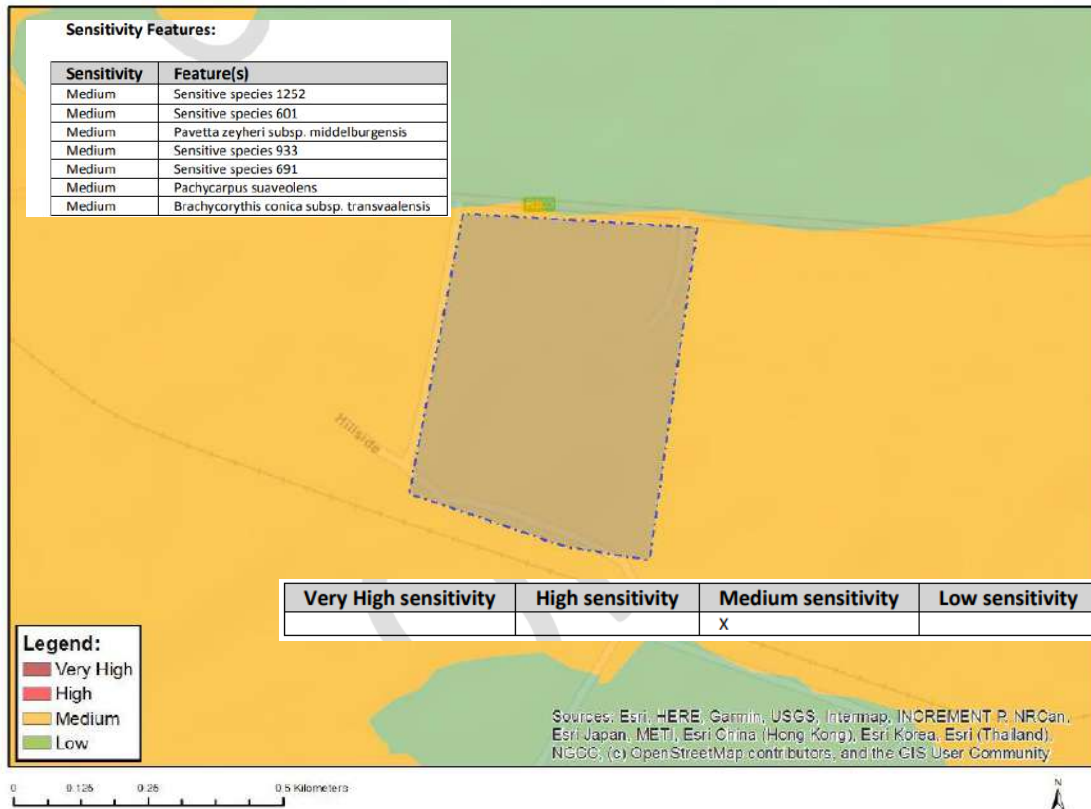 Sensitivity Features:
Sensitivity Feature(s)
Medium Sensitive species 1252
Medium Sensitive species 601
Medium Pavetta zeyheri subsp. middelburgensis
Medium Sensitive species 933
Medium Sensitive species 691
Medium Pachycarpus suaveolens
Medium Brachycorythis conica subsp. transvaalensis
Hillside
Very High sensitivity High sensitivity Medium sensitivity Low sensitivity
X
Legend:
Very High
High
Medium
Low
Sources: Esri, HERE, Garmin, USGS, Intermap, INCREMENT P, NRCan,
Esri Japan, METI, Esri China (Hong Kong), Esri Korea, Esri (Thailand),
NGCC, (c) OpenStreetMap contributors, and the GIS User Community
0 0.125 0.25 0.5 Kilometers
N